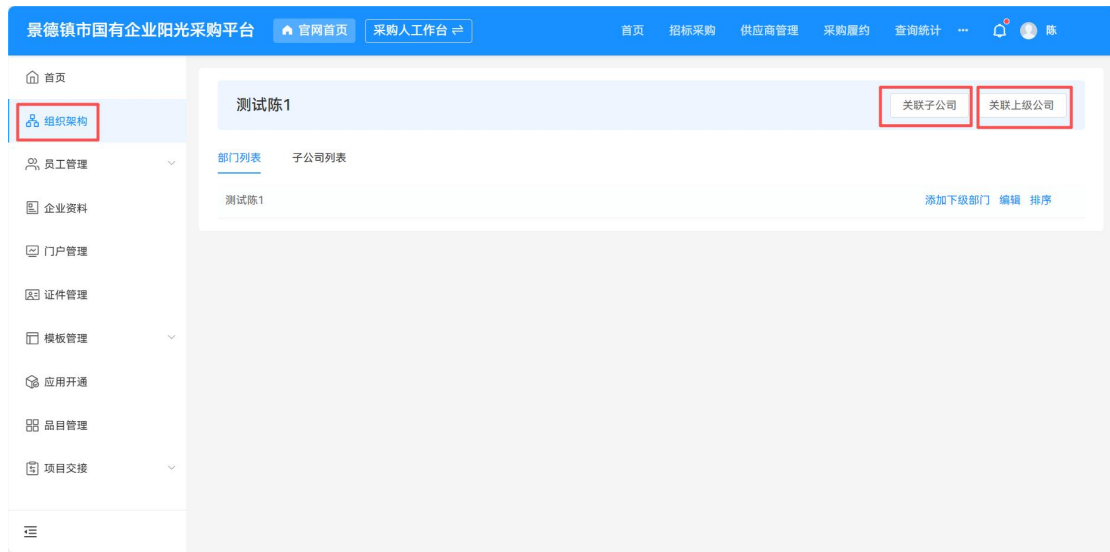 景德镇市国有企业阳光采购平台 官网首页 采购人工作台 首页 招标采购 供应商管理 采购履约 查询统计 ··· 陈
首页
组织架构
员工管理
企业资料
门户管理
证件管理
模板管理
应用开通
品目管理
项目交接
测试陈1 关联子公司 关联上级公司
部门列表 子公司列表
测试陈1 添加下级部门 编辑 排序